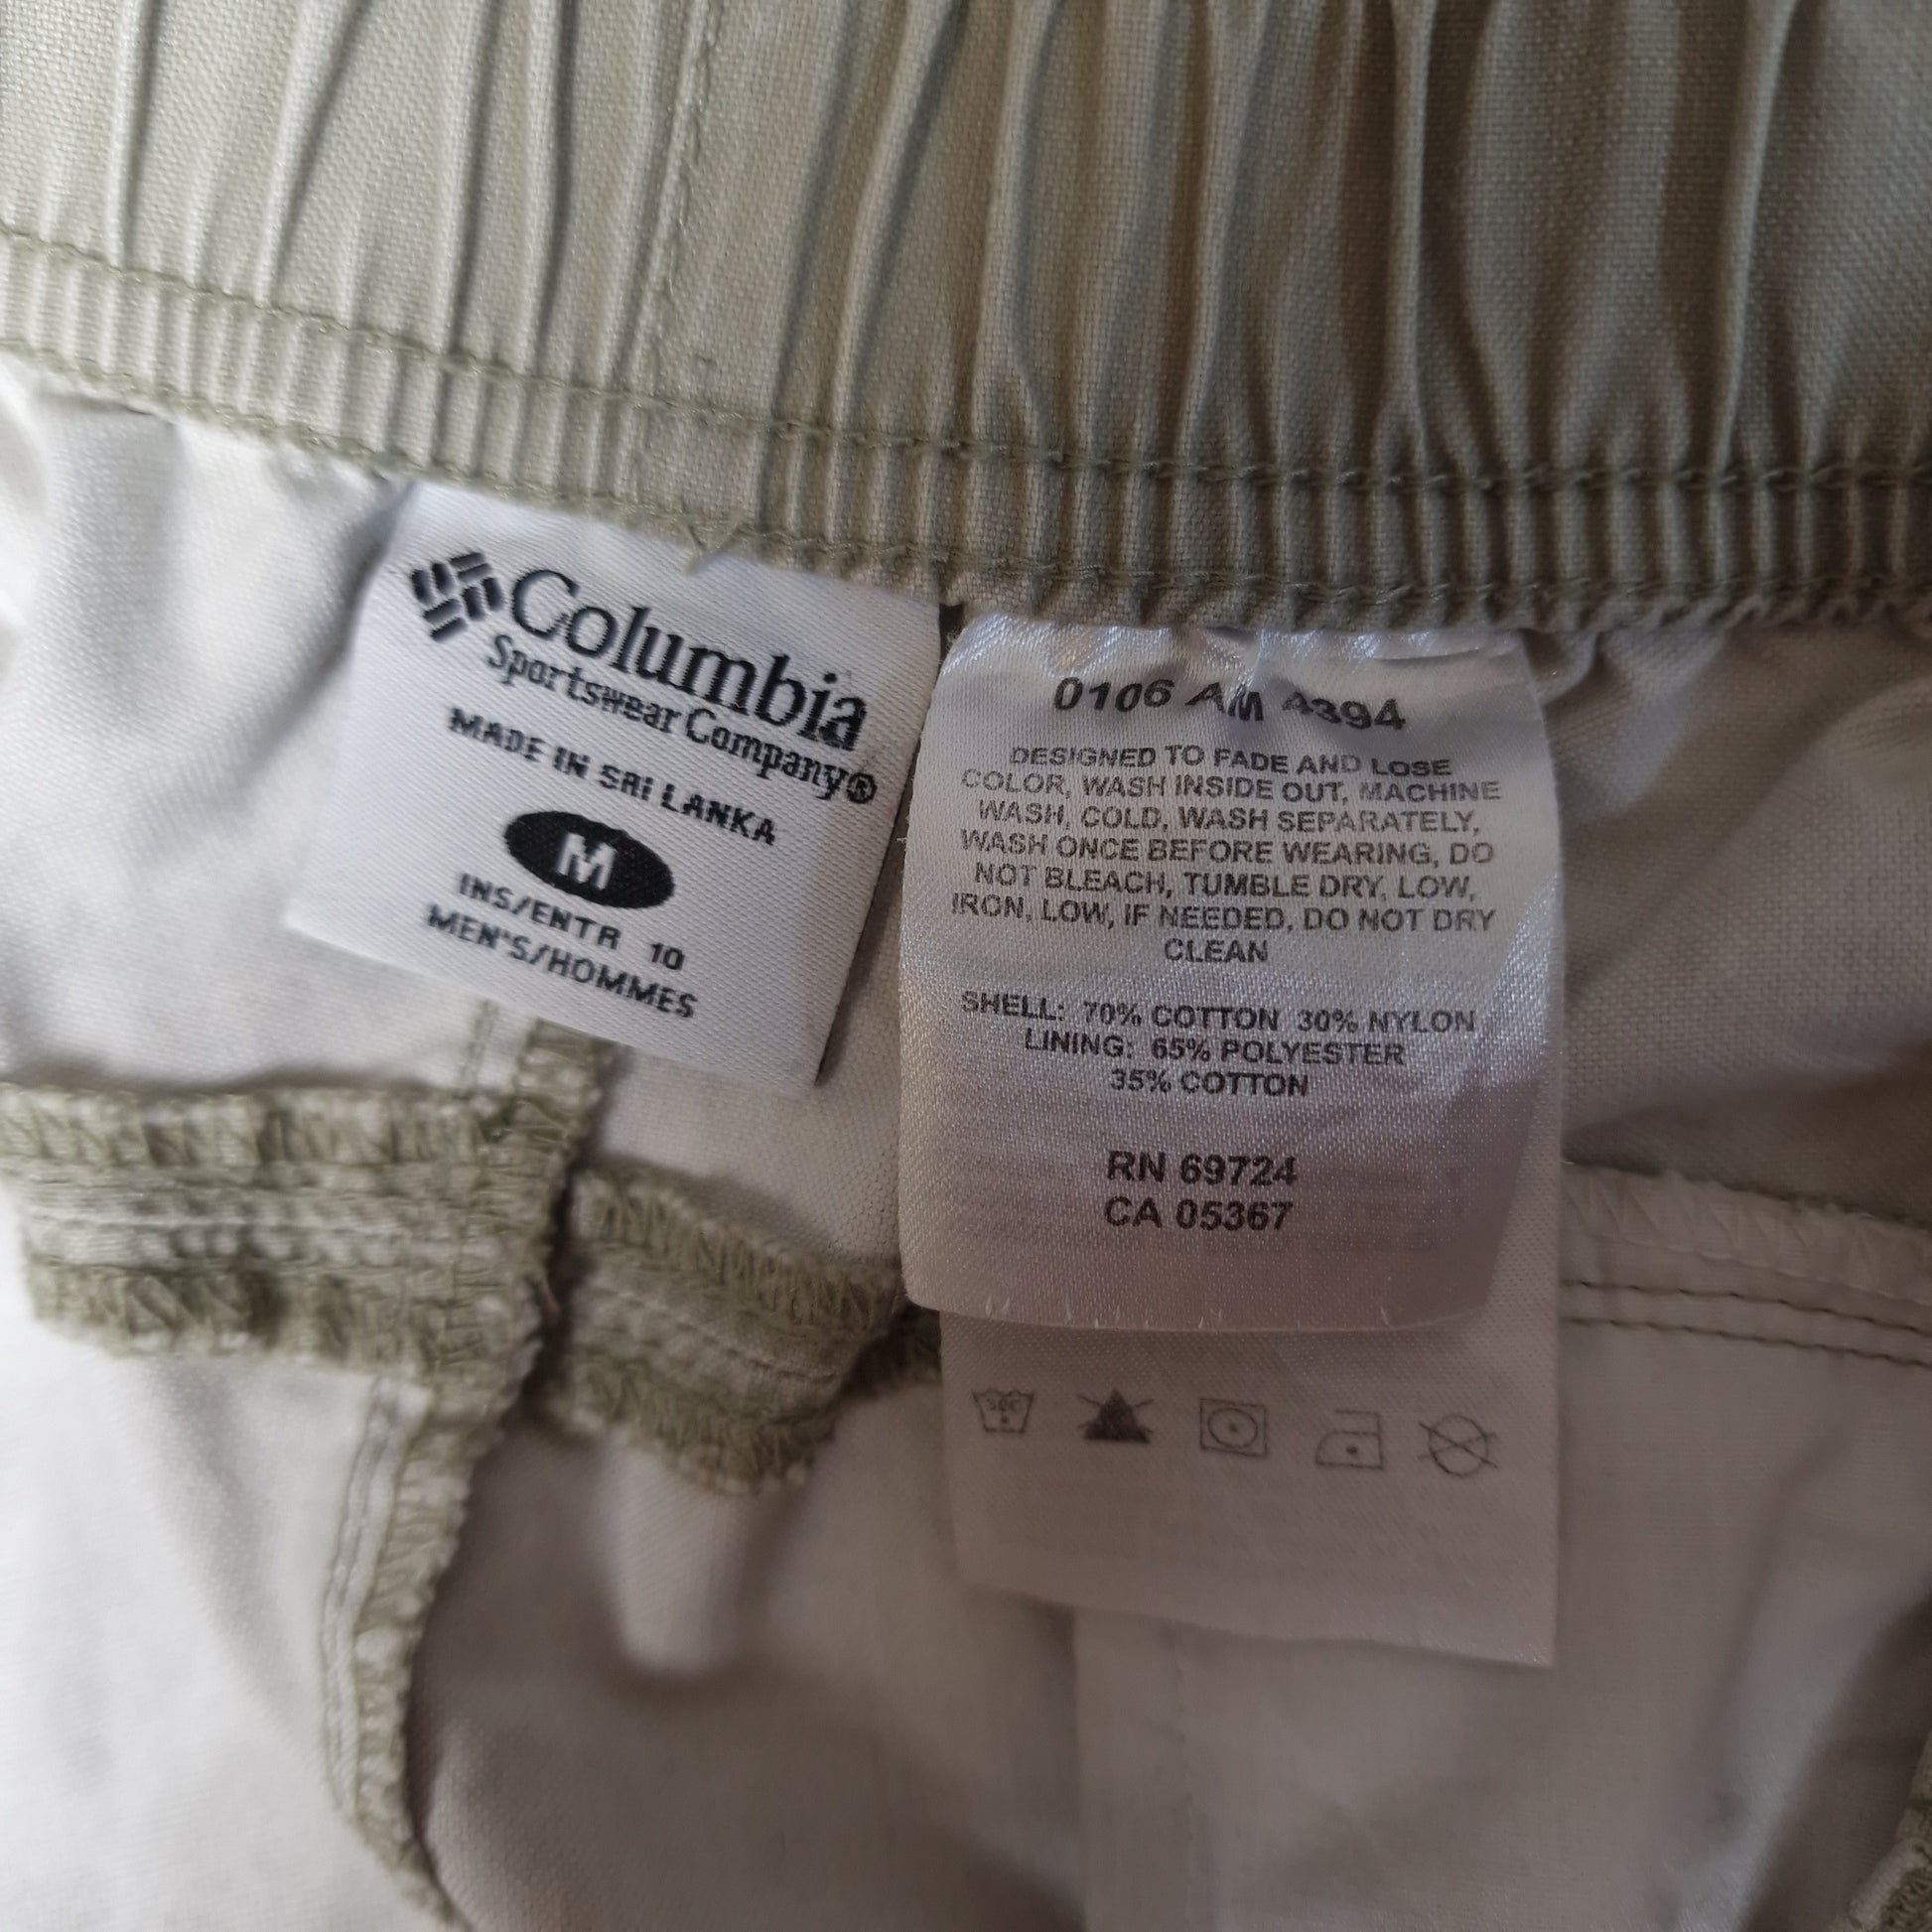 Columbia
Sportswear Company®
MADE IN SRI LANKA
M
INS/ENTR 10
MEN'S/HOMMES
0106 AM 4394
DESIGNED TO FADE AND LOSE
COLOR, WASH INSIDE OUT, MACHINE
WASH, COLD, WASH SEPARATELY,
WASH ONCE BEFORE WEARING, DO
NOT BLEACH, TUMBLE DRY, LOW,
IRON, LOW, IF NEEDED, DO NOT DRY
CLEAN
SHELL: 70% COTTON 30% NYLON
LINING: 65% POLYESTER
35% COTTON
RN 69724
CA 05367